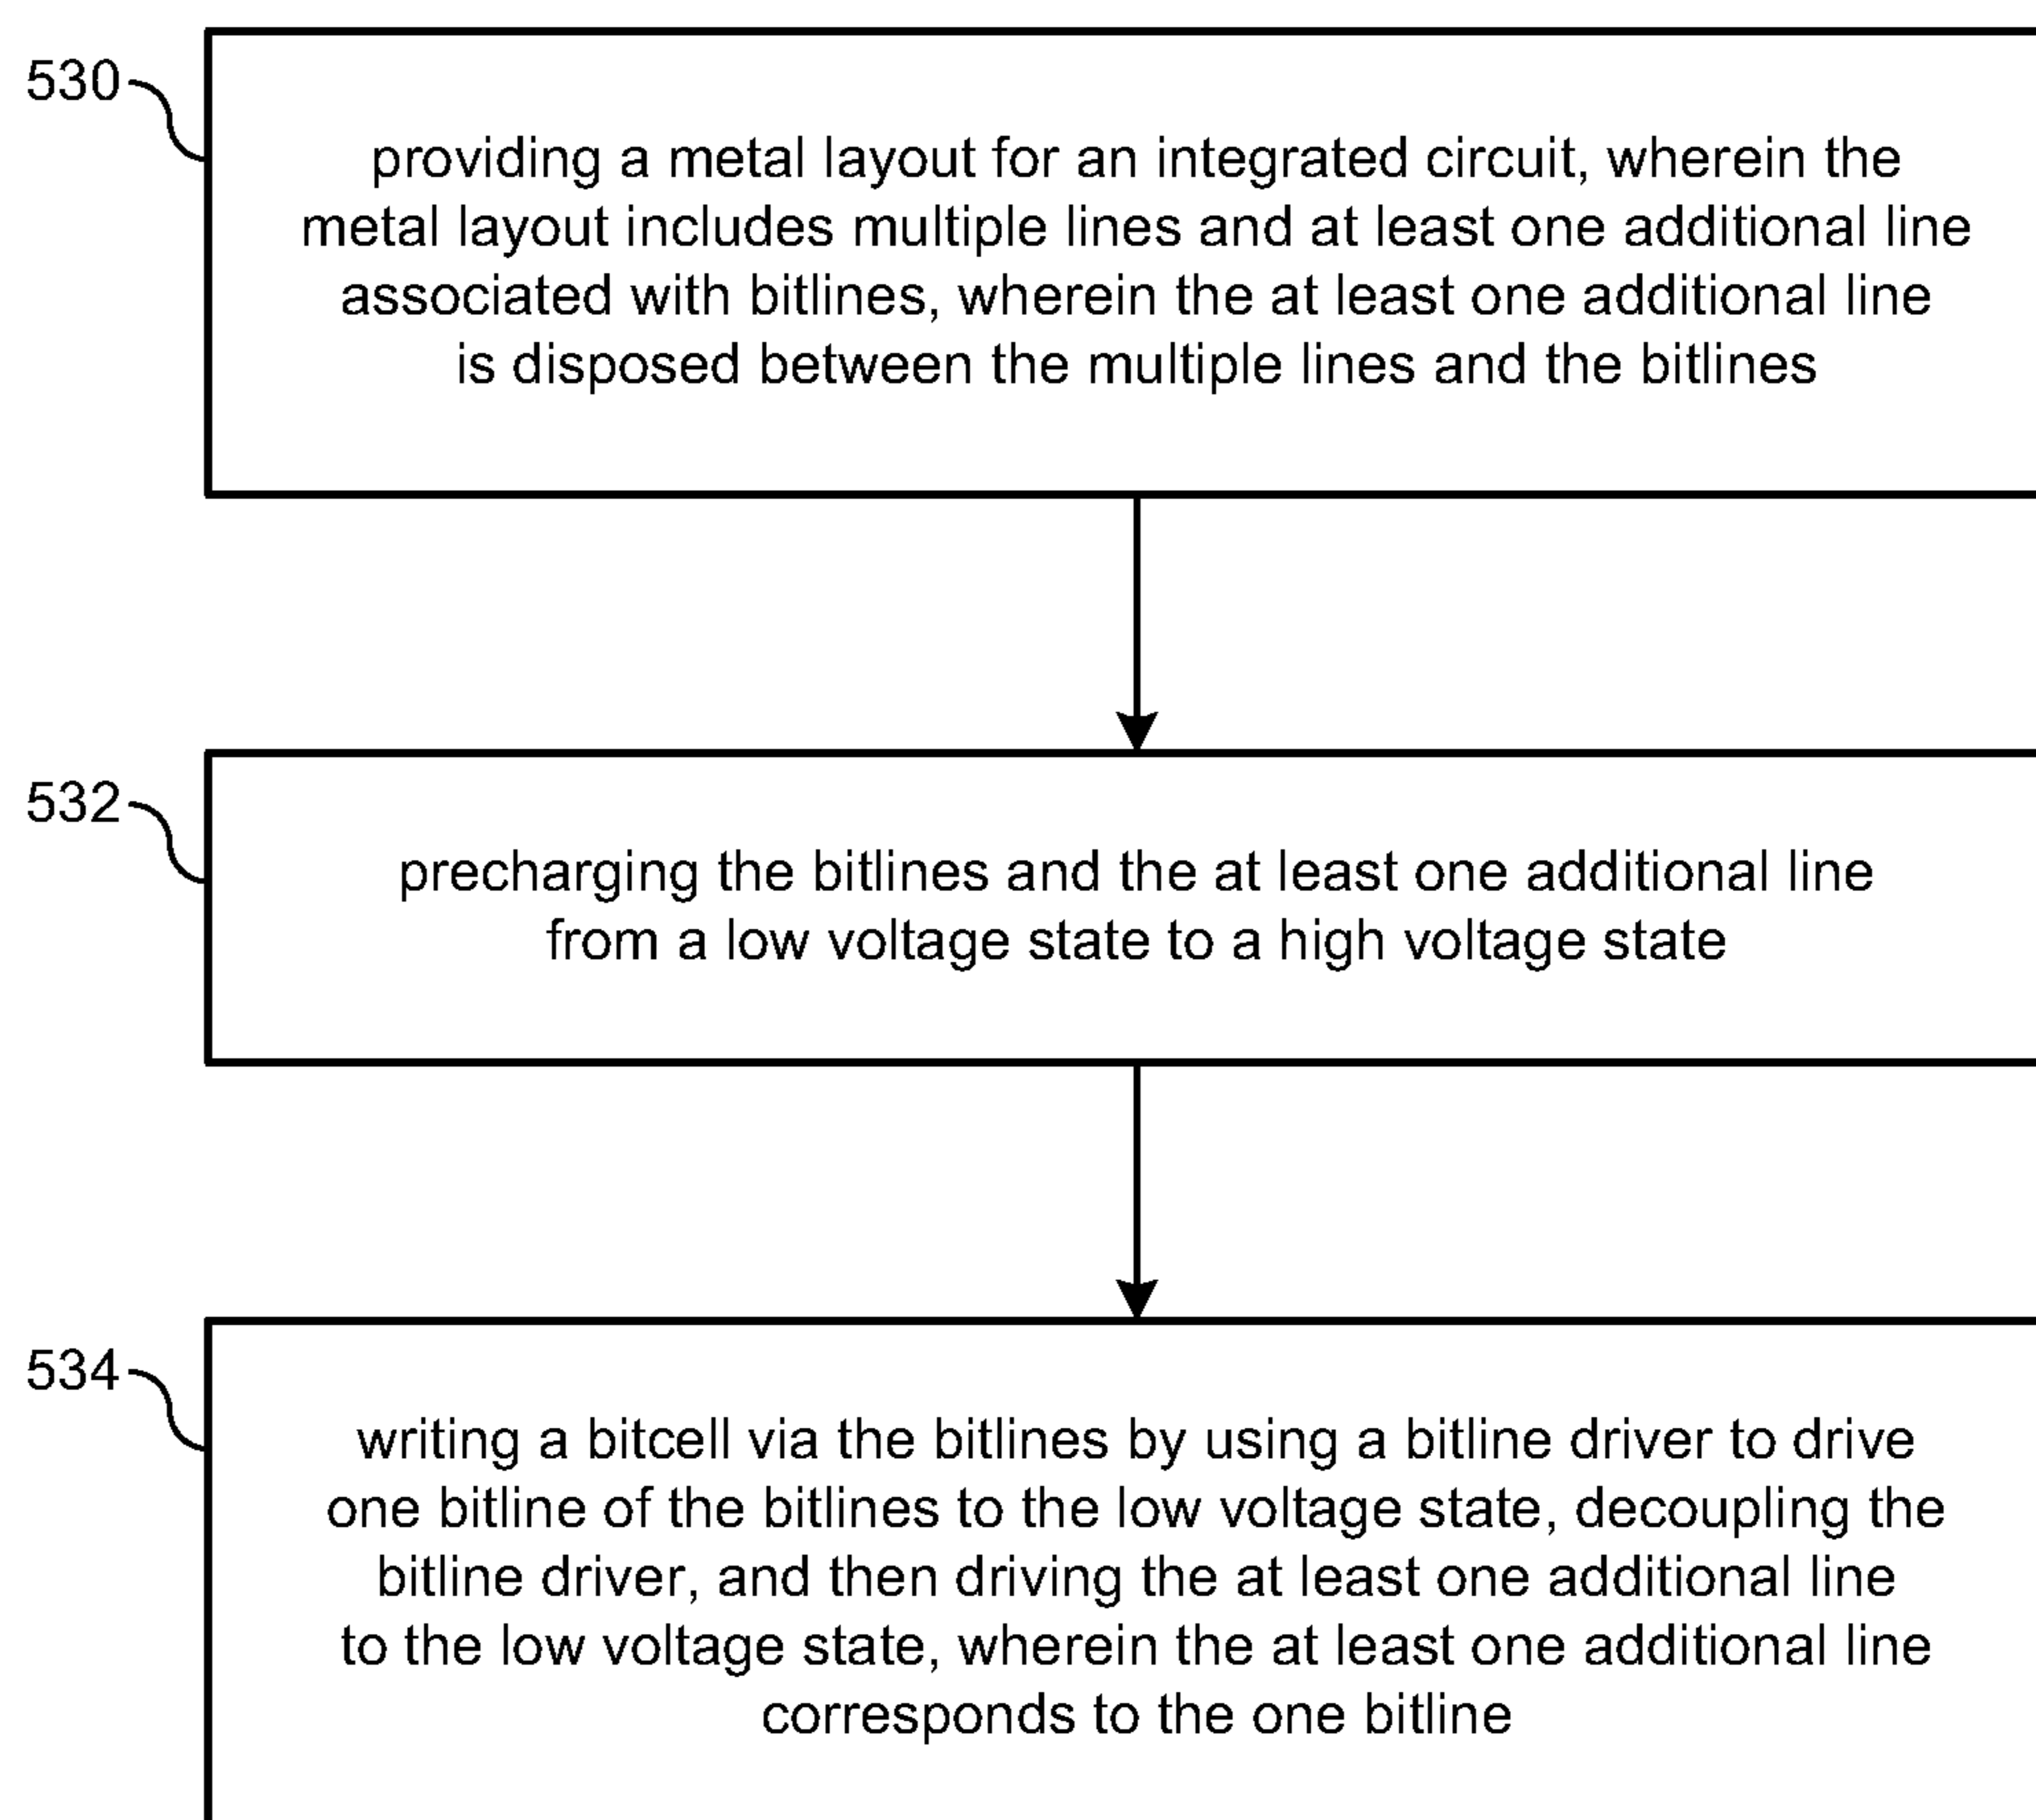 530
providing a metal layout for an integrated circuit, wherein the
metal layout includes multiple lines and at least one additional line
associated with bitlines, wherein the at least one additional line
is disposed between the multiple lines and the bitlines
532
precharging the bitlines and the at least one additional line
from a low voltage state to a high voltage state
534
writing a bitcell via the bitlines by using a bitline driver to drive
one bitline of the bitlines to the low voltage state, decoupling the
bitline driver, and then driving the at least one additional line
to the low voltage state, wherein the at least one additional line
corresponds to the one bitline